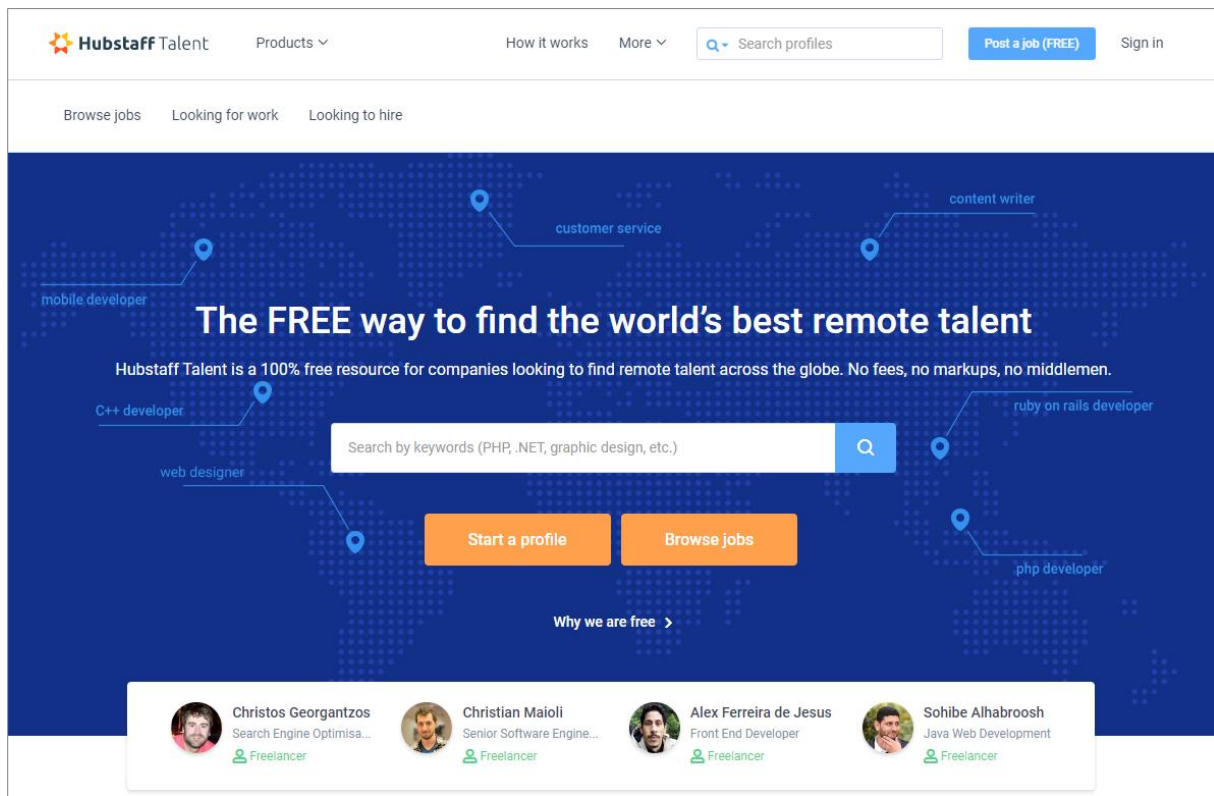 Hubstaff Talent Products How it works More Search profiles Post a job (FREE) Sign in
Browse jobs Looking for work Looking to hire
content writer
customer service
mobile developer
The FREE way to find the world's best remote talent
Hubstaff Talent is a 100% free resource for companies looking to find remote talent across the globe. No fees, no markups, no middlemen.
C++ developer
ruby on rails developer
Search by keywords (PHP, .NET, graphic design, etc.)
web designer
Start a profile Browse jobs
php developer
Why we are free
Christos Georgantzos
Search Engine Optimisa...
Freelancer
Christian Maioli
Senior Software Engine...
Freelancer
Alex Ferreira de Jesus
Front End Developer
Freelancer
Sohibe Alhabroosh
Java Web Development
Freelancer